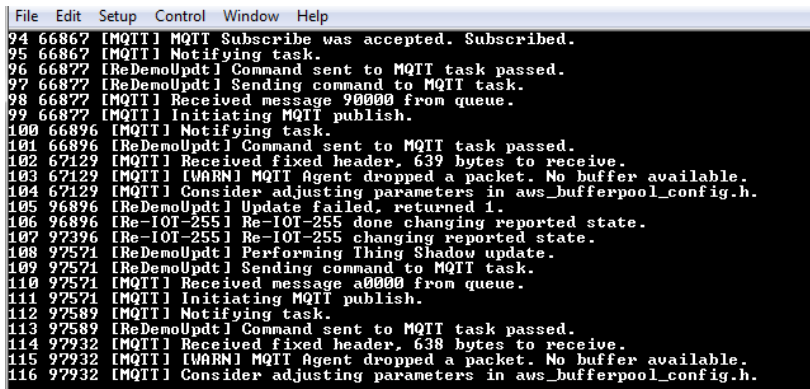 File Edit Setup Control Window Help
94 66867 [MQTT] MQTT Subscribe was accepted. Subscribed.
95 66867 [MQTT] Notifying task.
96 66877 [ReDemoUpdt] Command sent to MQTT task passed.
97 66877 [ReDemoUpdt] Sending command to MQTT task.
98 66877 [MQTT] Received message 90000 from queue.
99 66877 [MQTT] Initiating MQTT publish.
100 66896 [MQTT] Notifying task.
101 66896 [ReDemoUpdt] Command sent to MQTT task passed.
102 67129 [MQTT] Received fixed header, 639 bytes to receive.
103 67129 [MQTT] [WARN] MQTT Agent dropped a packet. No buffer available.
104 67129 [MQTT] Consider adjusting parameters in aws_bufferpool_config.h.
105 96896 [ReDemoUpdt] Update failed, returned 1.
106 96896 [Re-IOT-255] Re-IOT-255 done changing reported state.
107 97396 [Re-IOT-255] Re-IOT-255 changing reported state.
108 97571 [ReDemoUpdt] Performing Thing Shadow update.
109 97571 [ReDemoUpdt] Sending command to MQTT task.
110 97571 [MQTT] Received message a0000 from queue.
111 97571 [MQTT] Initiating MQTT publish.
112 97589 [MQTT] Notifying task.
113 97589 [ReDemoUpdt] Command sent to MQTT task passed.
114 97932 [MQTT] Received fixed header, 638 bytes to receive.
115 97932 [MQTT] [WARN] MQTT Agent dropped a packet. No buffer available.
116 97932 [MQTT] Consider adjusting parameters in aws_bufferpool_config.h.